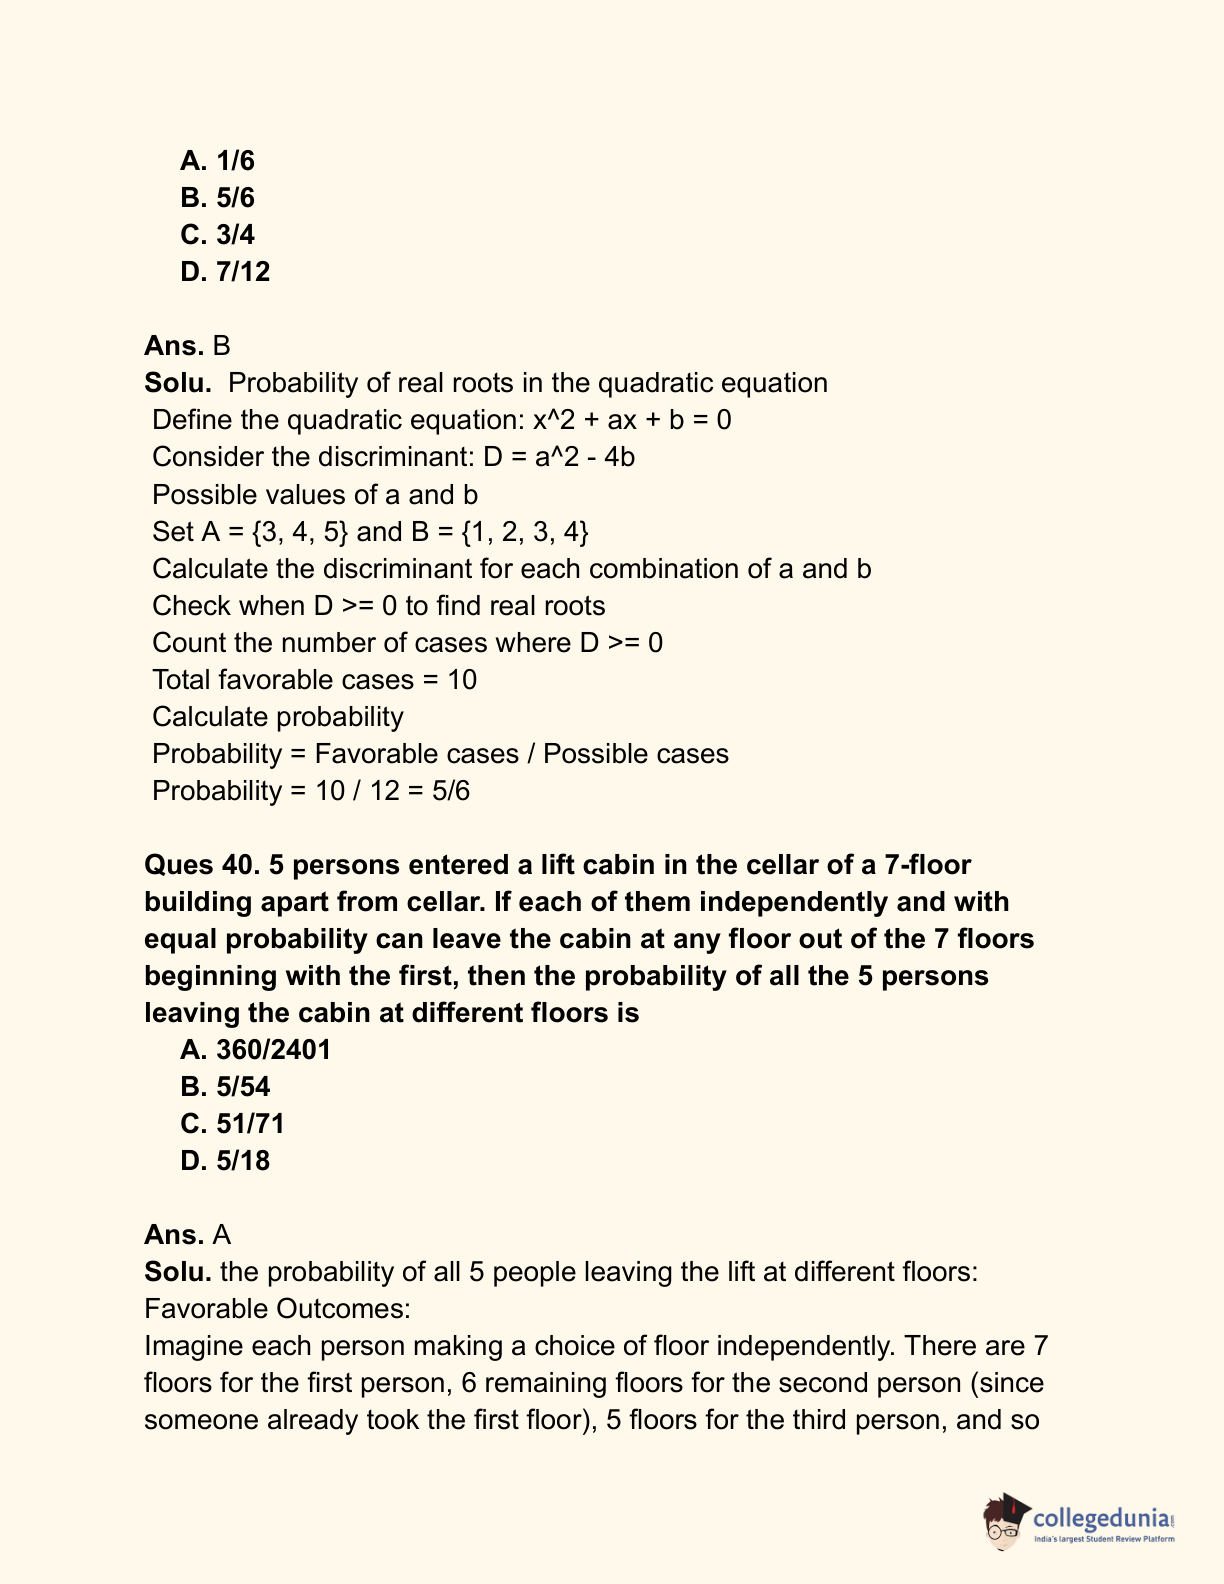 A. 1/6
B. 5/6
C. 3/4
D. 7/12
Ans. B
Solu.  Probability of real roots in the quadratic equation
Define the quadratic equation: x^2 + ax + b = 0
Consider the discriminant: D = a^2 - 4b
Possible values of a and b
Set A = {3, 4, 5} and B = {1, 2, 3, 4}
Calculate the discriminant for each combination of a and b
Check when D >= 0 to find real roots
Count the number of cases where D >= 0
Total favorable cases = 10
Calculate probability
Probability = Favorable cases / Possible cases
Probability = 10 / 12 = 5/6
Ques 40. 5 persons entered a lift cabin in the cellar of a 7-floor
building apart from cellar. If each of them independently and with
equal probability can leave the cabin at any floor out of the 7 floors
beginning with the first, then the probability of all the 5 persons
leaving the cabin at different floors is
A. 360/2401
B. 5/54
C. 51/71
D. 5/18
Ans. A
Solu. the probability of all 5 people leaving the lift at different floors:
Favorable Outcomes:
Imagine each person making a choice of floor independently. There are 7
floors for the first person, 6 remaining floors for the second person (since
someone already took the first floor), 5 floors for the third person, and so
collegedunia.com
India's largest Student Review Platform